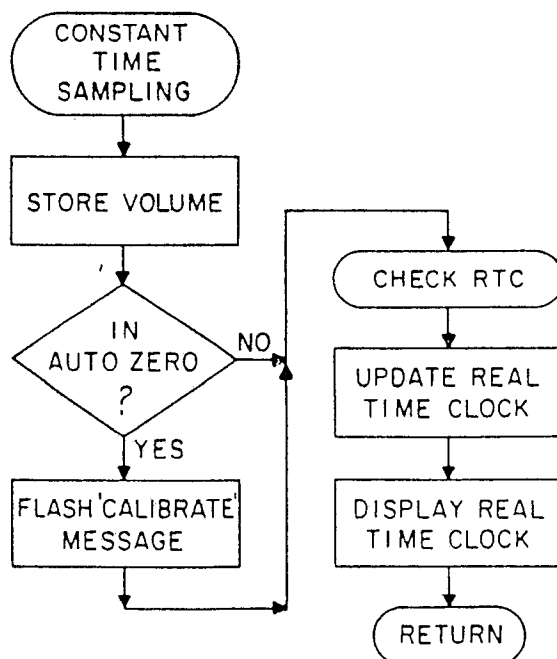 CONSTANT
TIME
SAMPLING
STORE VOLUME
IN
AUTO ZERO
?
NO
YES
FLASH 'CALIBRATE'
MESSAGE
CHECK RTC
UPDATE REAL
TIME CLOCK
DISPLAY REAL
TIME CLOCK
RETURN